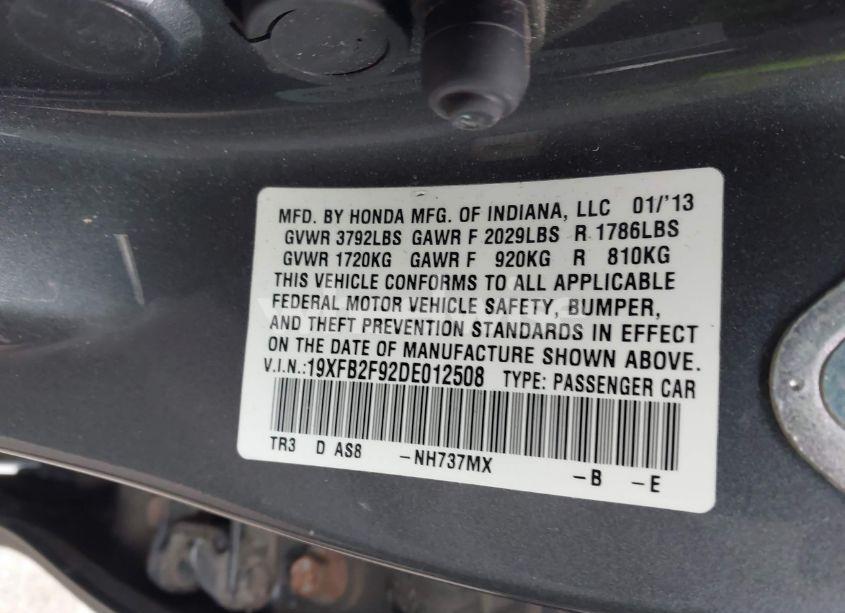 MFD. BY HONDA MFG. OF INDIANA, LLC 01/'13
GVWR 3792LBS GAWR F 2029LBS R 1786LBS
GVWR 1720KG GAWR F 920KG R 810KG
THIS VEHICLE CONFORMS TO ALL APPLICABLE
FEDERAL MOTOR VEHICLE SAFETY, BUMPER,
AND THEFT PREVENTION STANDARDS IN EFFECT
ON THE DATE OF MANUFACTURE SHOWN ABOVE.
V.I.N.:19XFB2F92DE012508 TYPE: PASSENGER CAR
TR3 D AS8 -NH737MX -B -E